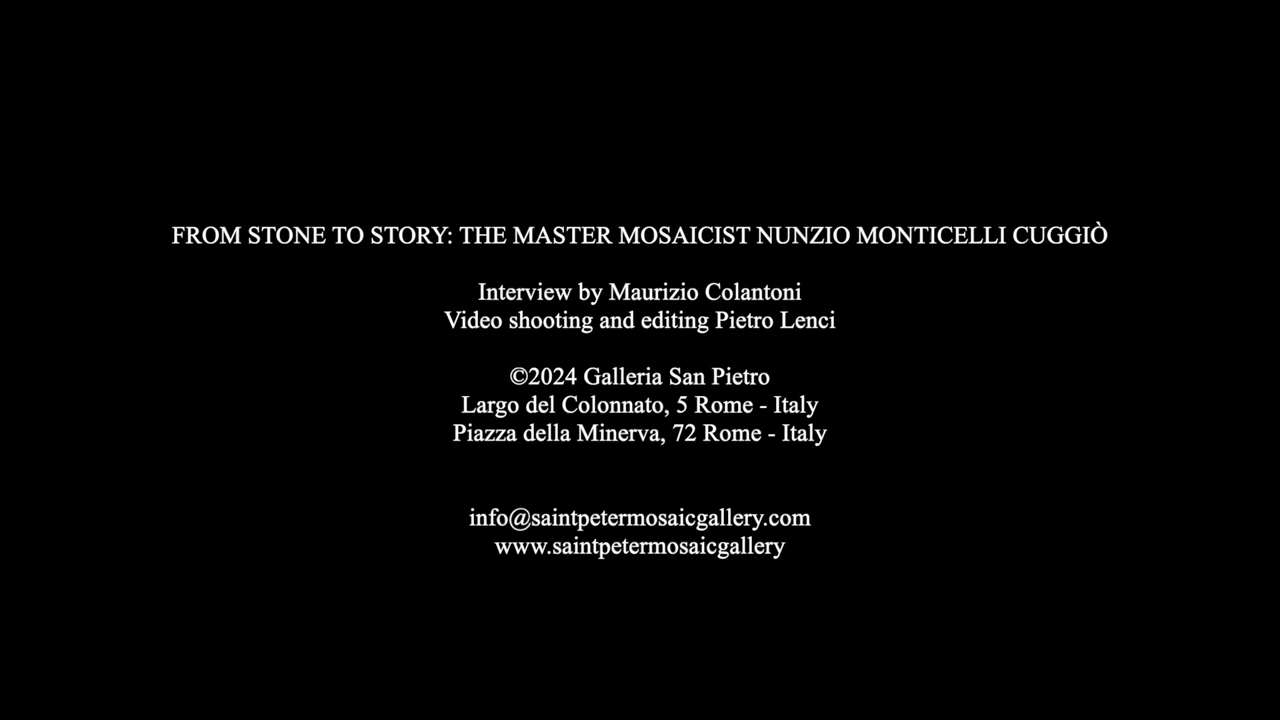 FROM STONE TO STORY: THE MASTER MOSAICIST NUNZIO MONTICELLI CUGGIÒ
Interview by Maurizio Colantoni
Video shooting and editing Pietro Lenci
©2024 Galleria San Pietro
Largo del Colonnato, 5 Rome - Italy
Piazza della Minerva, 72 Rome - Italy
info@saintpetermosaicgallery.com
www.saintpetermosaicgallery